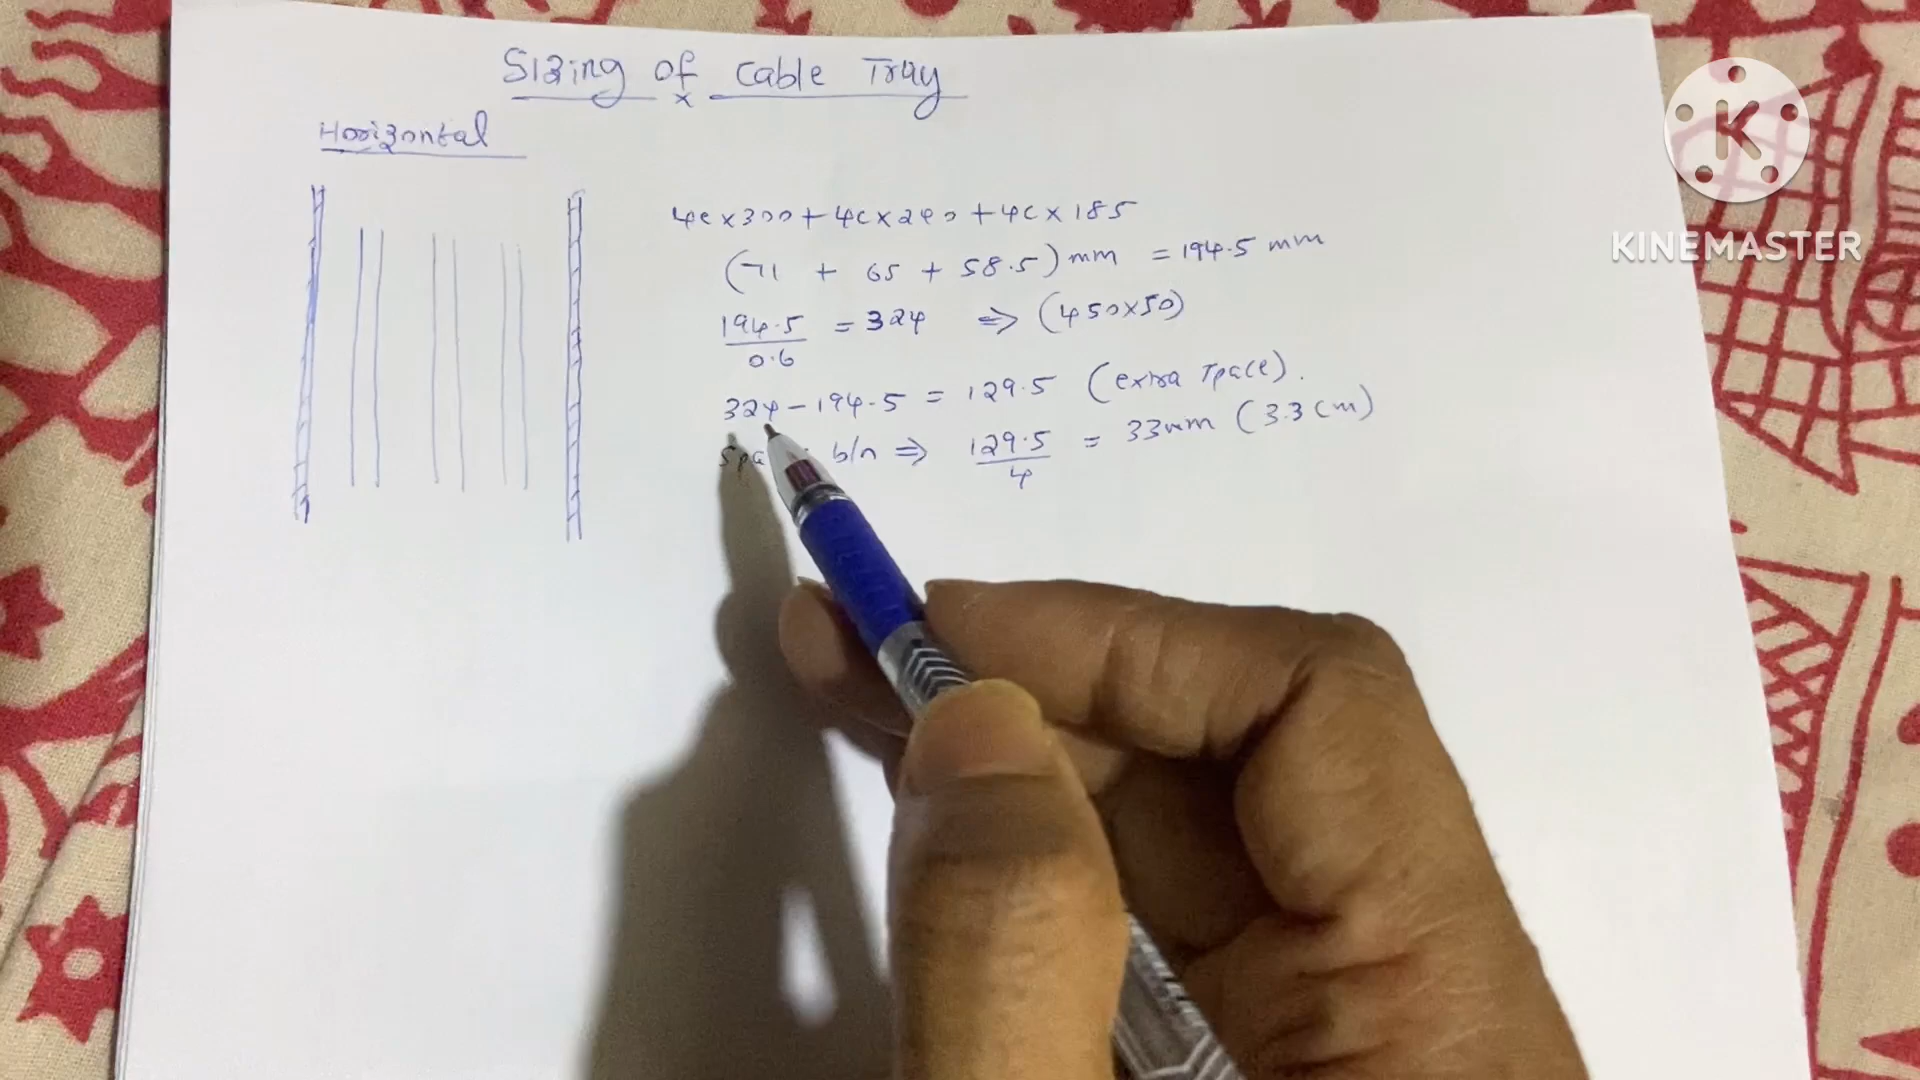 Sizing of Cable Tray
x
Horizontal
4c x 300 + 4c x 240 + 4c x 185
(71 + 65 + 58.5) mm = 194.5 mm
194.5 / 0.6 = 324 ⇒ (450x50)
324 - 194.5 = 129.5 (extra space).
b/n ⇒ 129.5 / 4 = 33mm (3.3 cm)
K
KINEMASTER